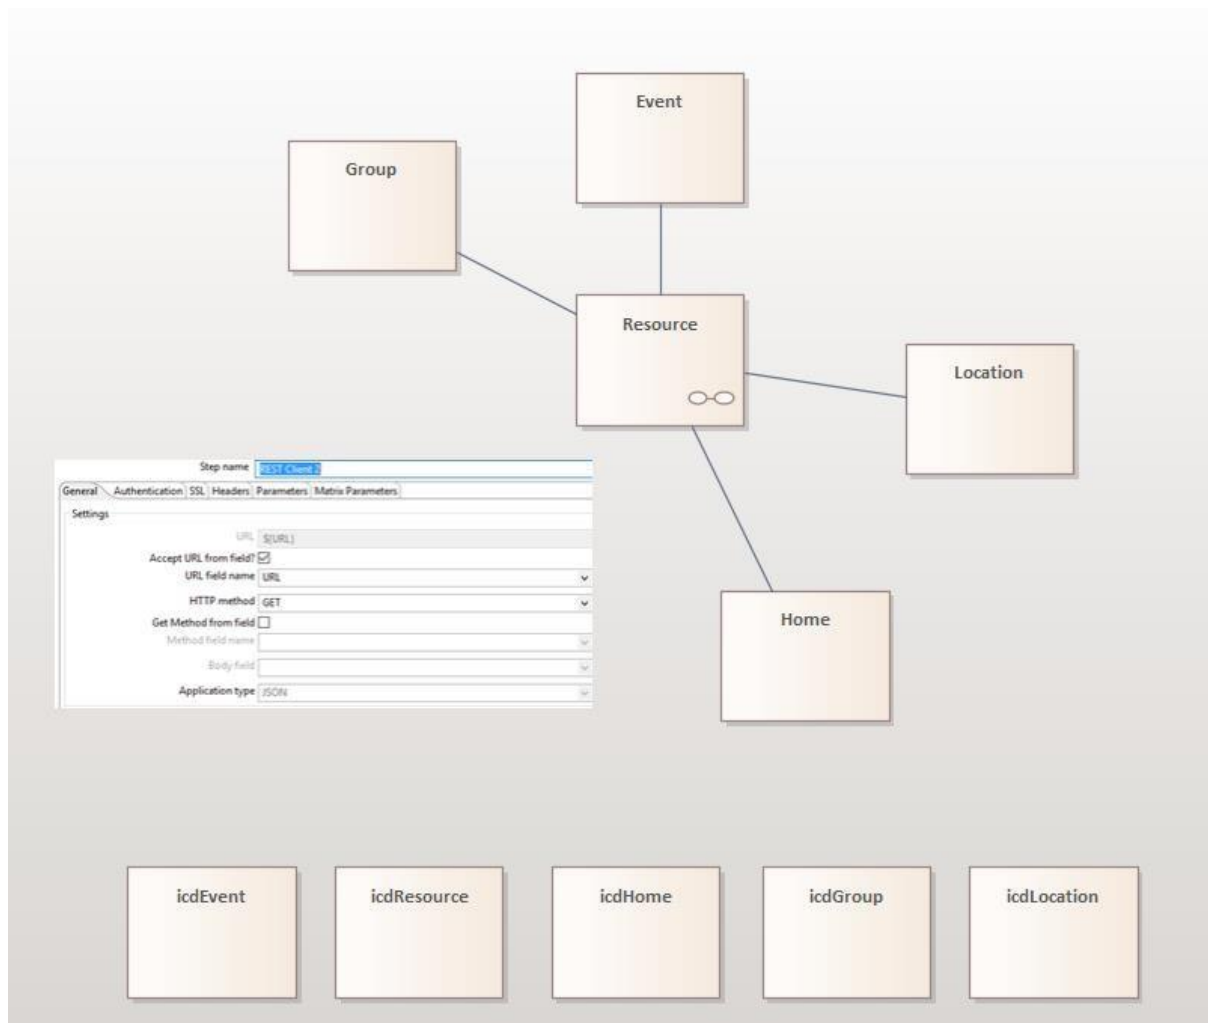 Event
Group
Resource
Location
Step name REST Client 2
General Authentication SSL Headers Parameters Matrix Parameters
Settings
URL ${URL}
Accept URL from field?
URL field name URL
HTTP method GET
Get Method from field
Method field name
Body field
Application type JSON
Home
icdEvent icdResource icdHome icdGroup icdLocation